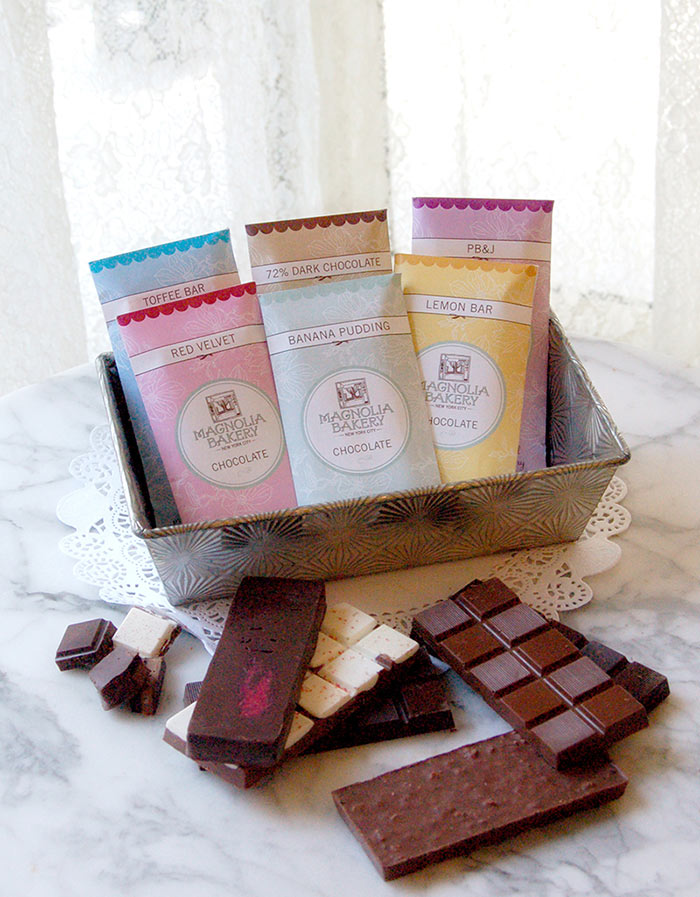 TOFFEE BAR
72% DARK CHOCOLATE
PB&J
RED VELVET
MAGNOLIA
BAKERY
NEW YORK CITY
CHOCOLATE
BANANA PUDDING
MAGNOLIA
BAKERY
NEW YORK CITY
CHOCOLATE
LEMON BAR
MAGNOLIA
BAKERY
NEW YORK CITY
CHOCOLATE